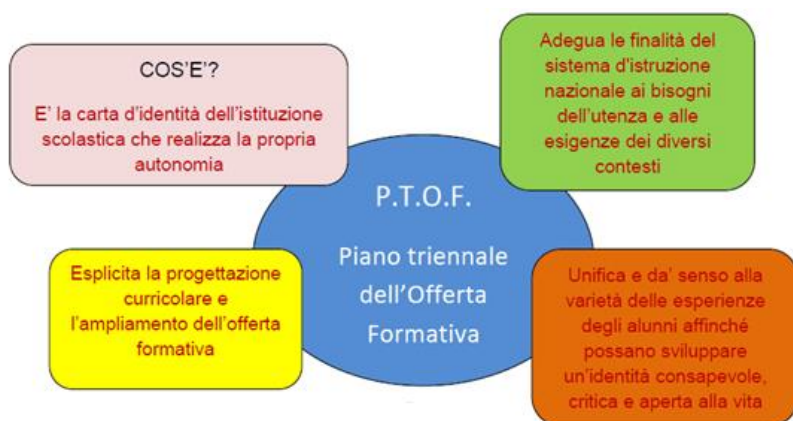 COS'E'?
E' la carta d'identità dell'istituzione
scolastica che realizza la propria
autonomia
Adegua le finalità del
sistema d'istruzione
nazionale ai bisogni
dell'utenza e alle
esigenze dei diversi
contesti
P.T.O.F.
Piano triennale
dell'Offerta
Formativa
Esplicita la progettazione
curricolare e
l'ampliamento dell'offerta
formativa
Unifica e da' senso alla
varietà delle esperienze
degli alunni affinché
possano sviluppare
un'identità consapevole,
critica e aperta alla vita